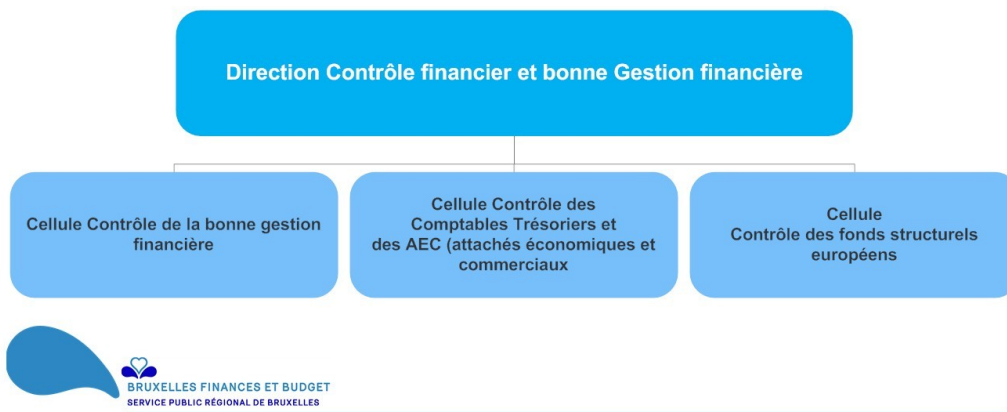 Direction Contrôle financier et bonne Gestion financière
Cellule Contrôle de la bonne gestion
financière
Cellule Contrôle des
Comptables Trésoriers et
des AEC (attachés économiques et
commerciaux
Cellule
Contrôle des fonds structurels
européens
BRUXELLES FINANCES ET BUDGET
SERVICE PUBLIC RÉGIONAL DE BRUXELLES